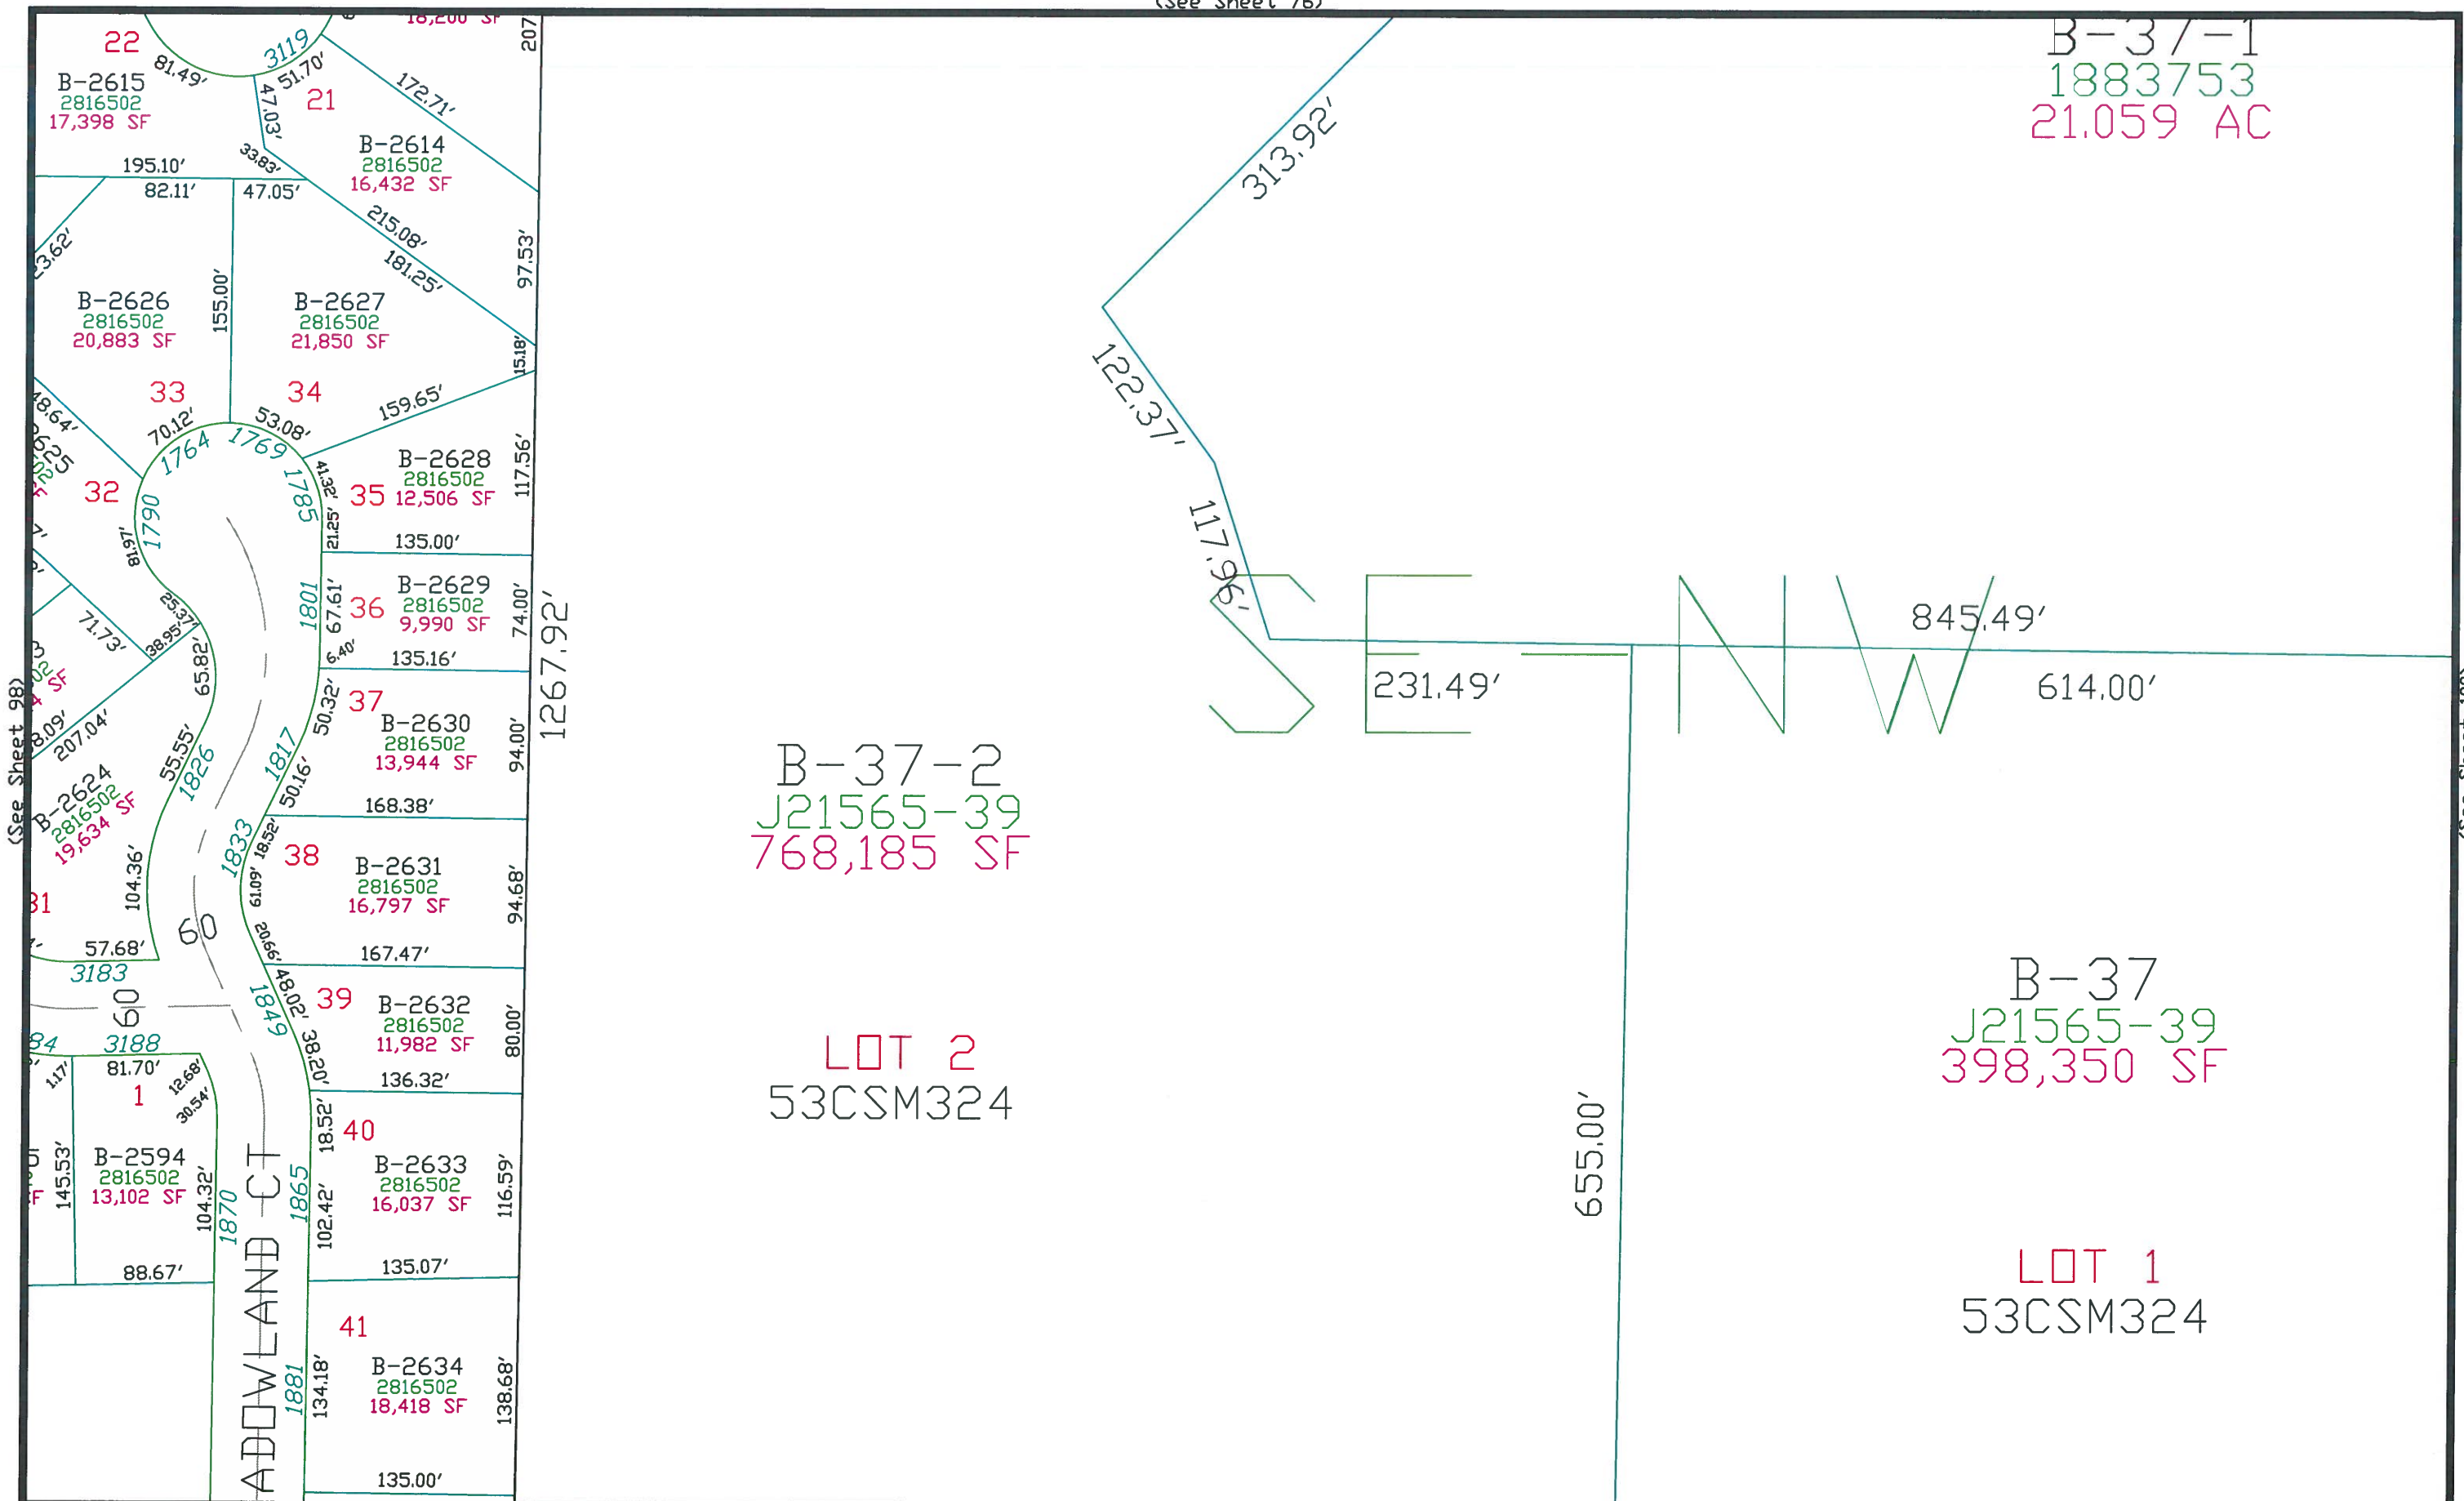 (See Sheet 76)
22
B-2615
2816502
17,398 SF
81.49'
3119
51.70'
47.03'
21
18,200 SF
207
172.71'
B-2614
2816502
16,432 SF
33.83'
195.10'
82.11'
47.05'
215.08'
181.25'
97.53'
155.00'
B-2626
2816502
20,883 SF
33
B-2627
2816502
21,850 SF
34
15.18'
159.65'
70.12'
1764
53.08'
1769
41.32'
1785
32
1790
81.97'
35
B-2628
2816502
12,506 SF
117.56'
21.25'
135.00'
36
B-2629
2816502
9,990 SF
74.00'
1801
67.61'
6.40'
135.16'
25.37'
38.95'
71.73'
65.82'
207.04'
55.55'
1826
37
B-2630
2816502
13,944 SF
94.00'
50.32'
1817
50.16'
168.38'
1267.92'
(See Sheet 98)
B-2624
2816502
19,634 SF
104.36'
57.68'
3183
60
60
1833
18.52'
61.09'
20.66'
38
B-2631
2816502
16,797 SF
94.68'
167.47'
39
B-2632
2816502
11,982 SF
80.00'
48.02'
1849
38.20'
136.32'
3188
81.70'
1.17'
12.68'
30.54'
1
B-2594
2816502
13,102 SF
145.53'
104.32'
1870
88.67'
40
B-2633
2816502
16,037 SF
116.59'
18.52'
1865
102.42'
135.07'
41
B-2634
2816502
18,418 SF
138.68'
1881
134.18'
135.00'
ADOWLAND CT
313.92'
122.37'
117.96'
B-37-1
1883753
21.059 AC
SE-NW
845.49'
231.49'
614.00'
B-37-2
J21565-39
768,185 SF
LOT 2
53CSM324
655.00'
B-37
J21565-39
398,350 SF
LOT 1
53CSM324